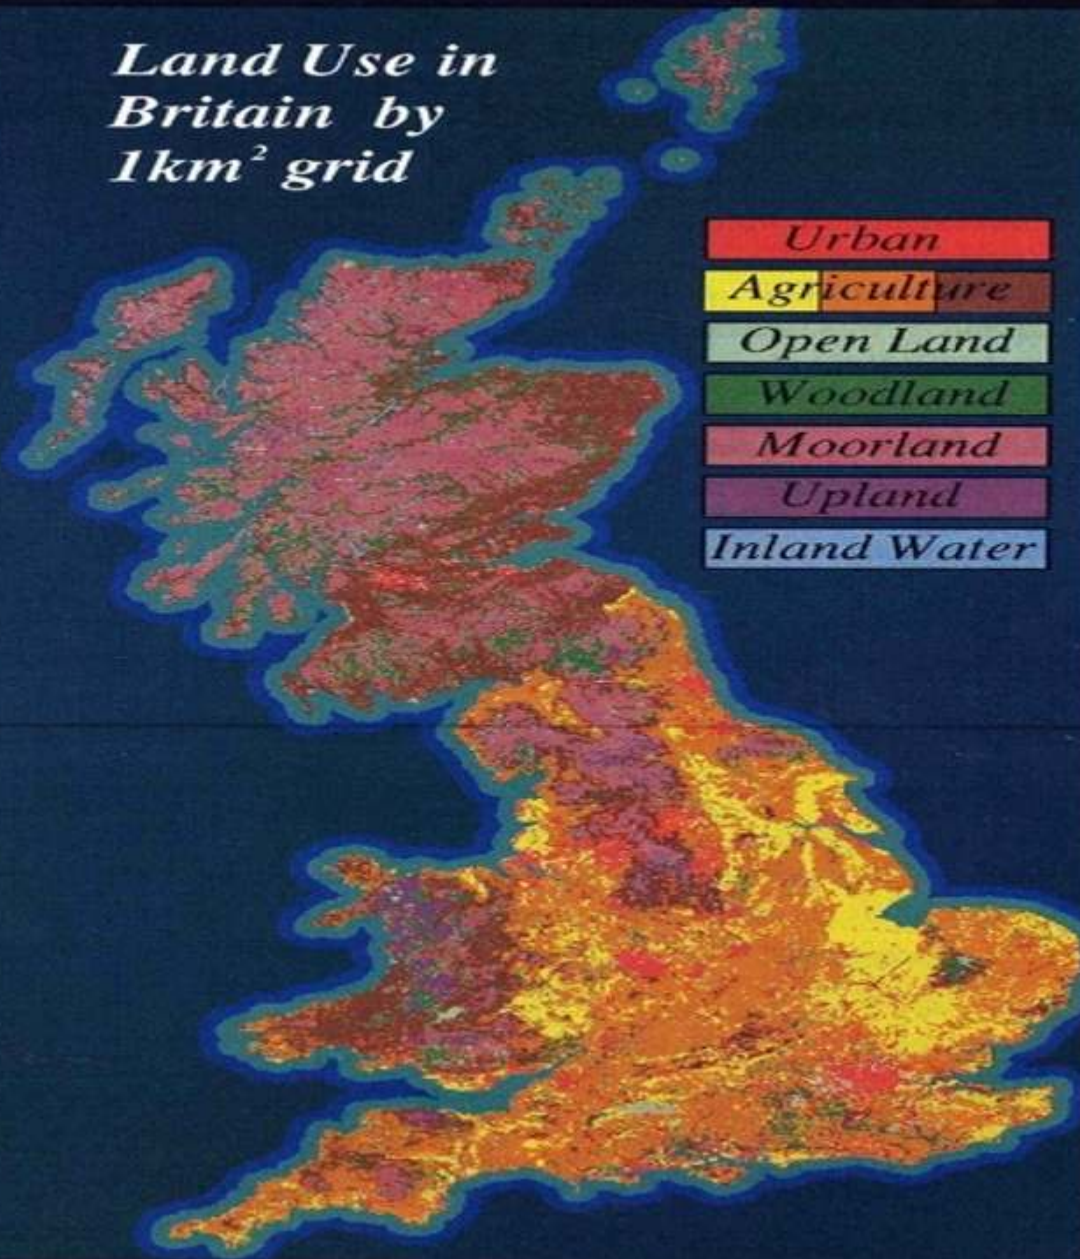 Land Use in
Britain by
1km² grid
Urban
Agriculture
Open Land
Woodland
Moorland
Upland
Inland Water